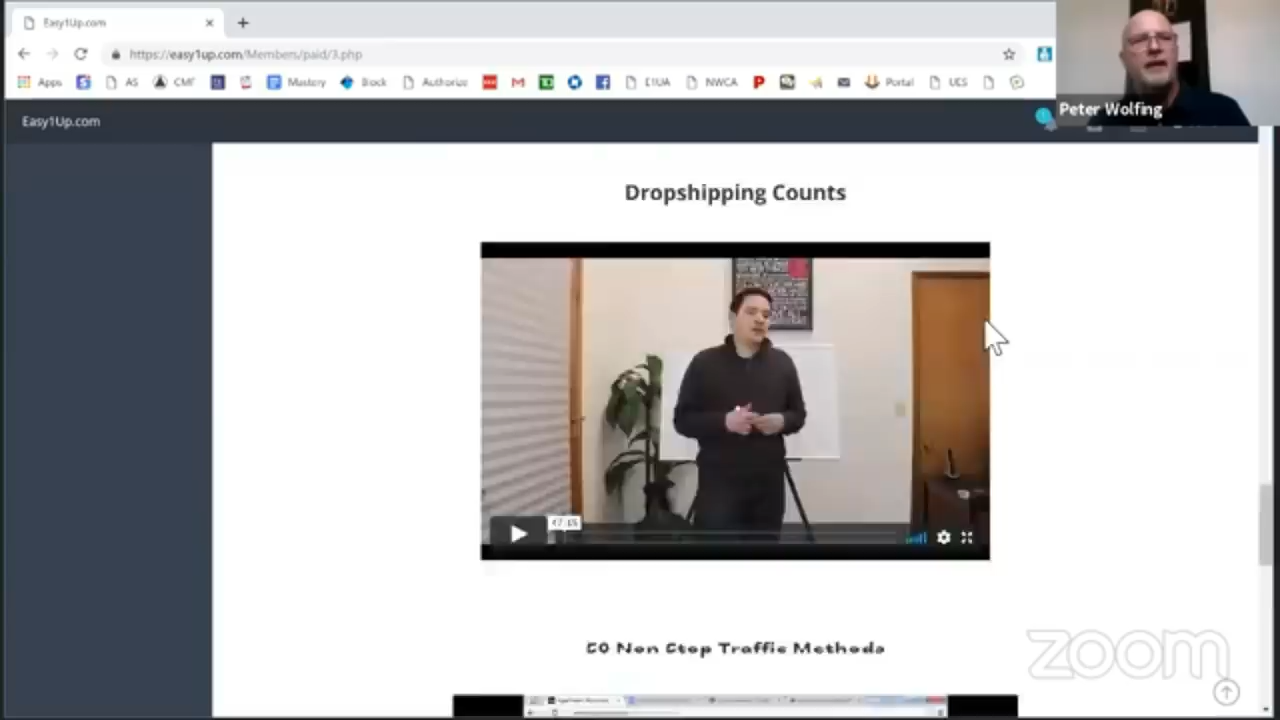 Easy1Up.com
https://easy1up.com/Members/paid/3.php
Apps AS CMF Mastery Block Authorize E1UA NWCA Portal UCS
Peter Wolfing
Easy1Up.com
Dropshipping Counts
50 Non Stop Traffic Methods
zoom